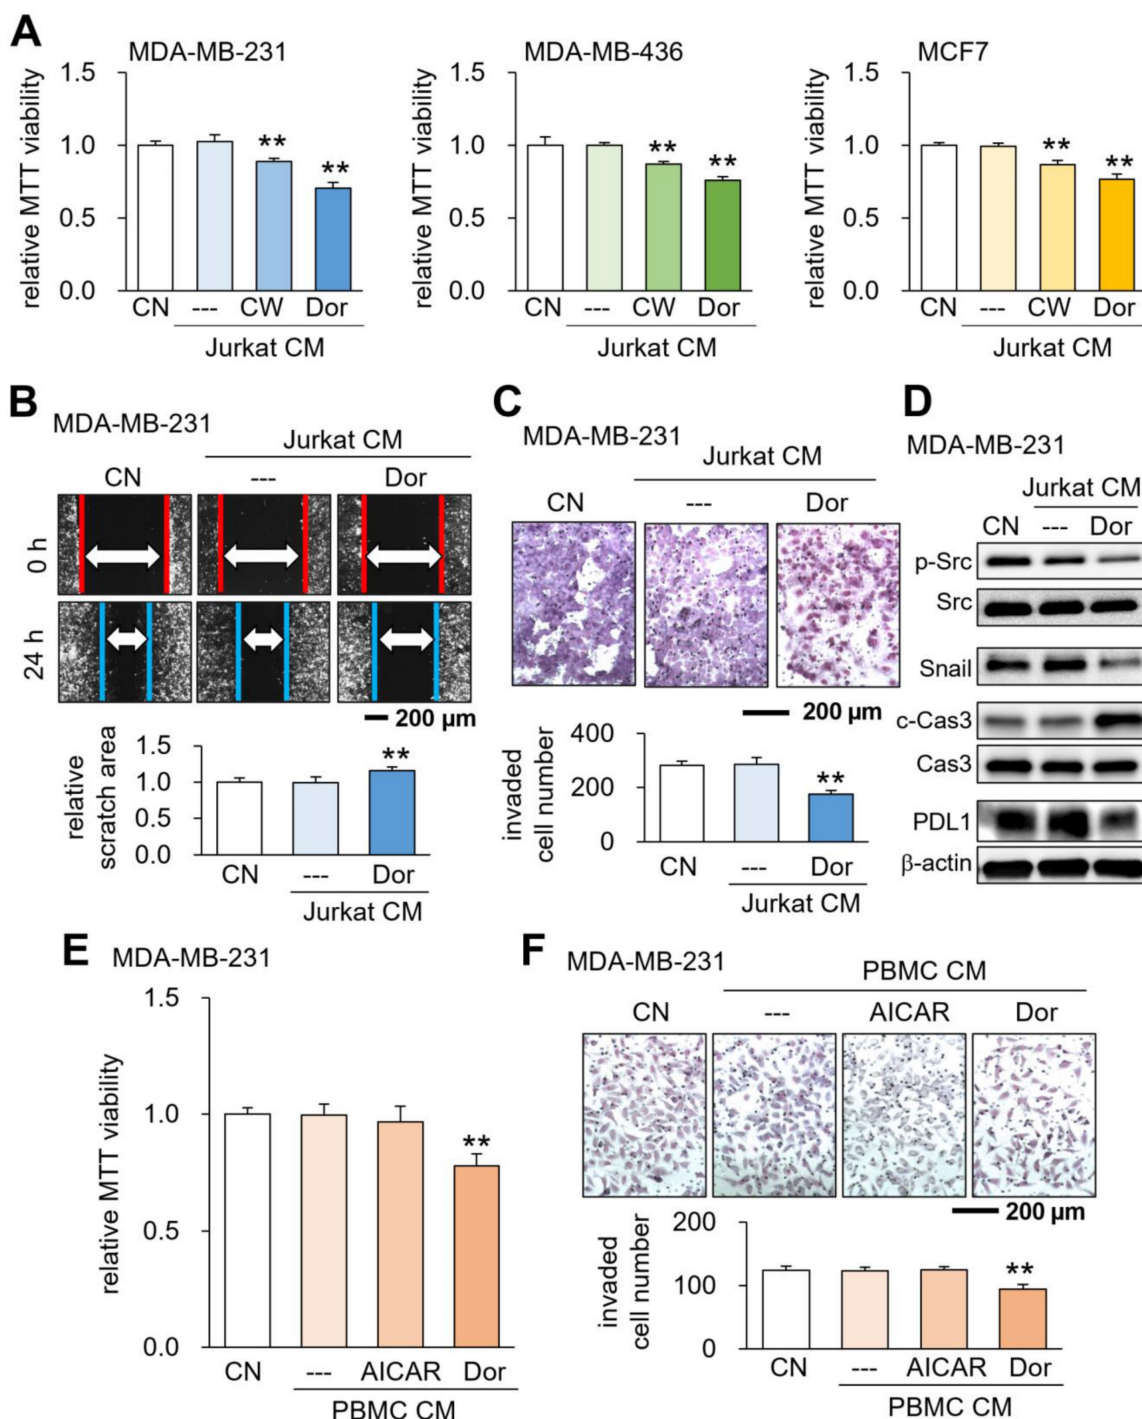 A
MDA-MB-231
MDA-MB-436
MCF7
relative MTT viability
1.5
1.0
0.5
0.0
CN --- CW Dor
Jurkat CM
relative MTT viability
1.5
1.0
0.5
0.0
CN --- CW Dor
Jurkat CM
relative MTT viability
1.5
1.0
0.5
0.0
CN --- CW Dor
Jurkat CM
** **
** **
** **
B
MDA-MB-231
Jurkat CM
CN --- Dor
0 h
24 h
200 µm
relative
scratch area
1.5
1.0
0.5
0.0
**
CN --- Dor
Jurkat CM
C
MDA-MB-231
Jurkat CM
CN --- Dor
200 µm
invaded
cell number
400
200
0
**
CN --- Dor
Jurkat CM
D
MDA-MB-231
Jurkat CM
CN --- Dor
p-Src
Src
Snail
c-Cas3
Cas3
PDL1
β-actin
E
MDA-MB-231
relative MTT viability
1.5
1.0
0.5
0.0
**
CN --- AICAR Dor
PBMC CM
F
MDA-MB-231
PBMC CM
CN --- AICAR Dor
200 µm
invaded
cell number
200
100
0
**
CN --- AICAR Dor
PBMC CM